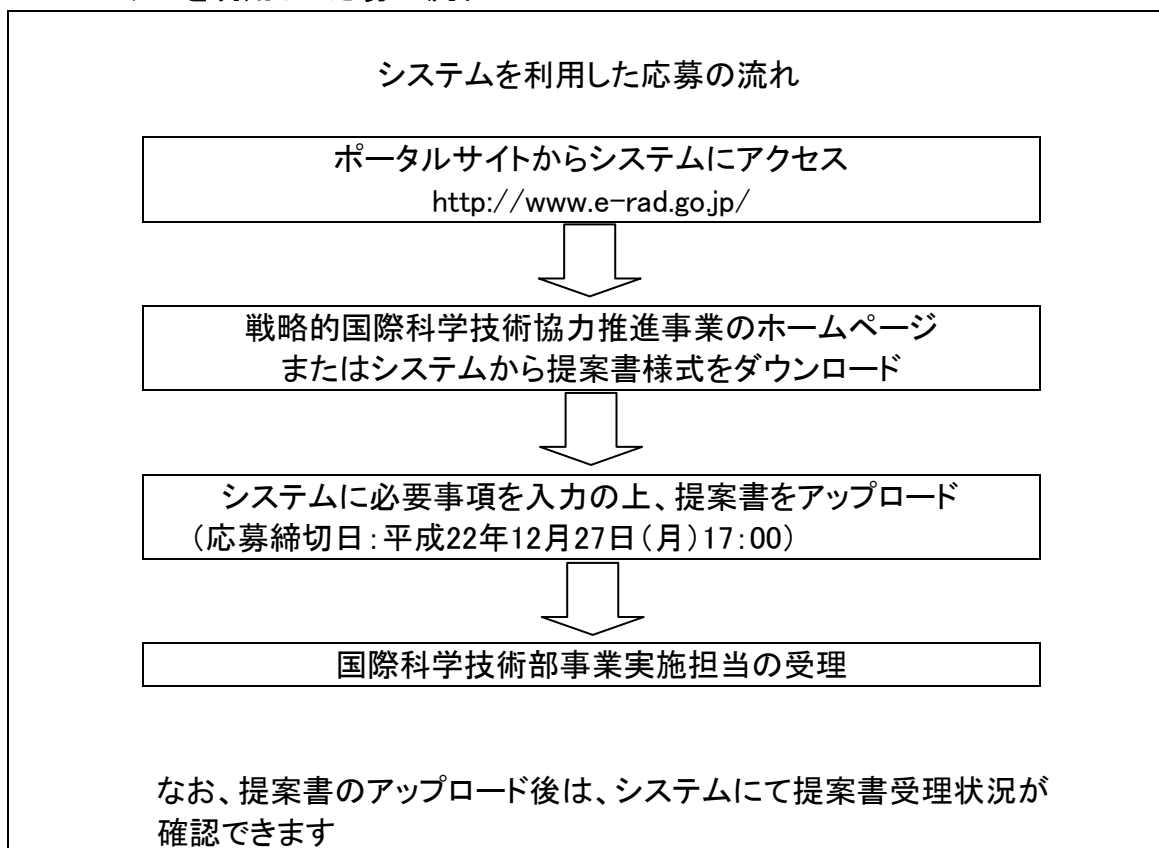 システムを利用した応募の流れ
ポータルサイトからシステムにアクセス
http://www.e-rad.go.jp/
戦略的国際科学技術協力推進事業のホームページ
またはシステムから提案書様式をダウンロード
システムに必要事項を入力の上、提案書をアップロード
(応募締切日:平成22年12月27日(月)17:00)
国際科学技術部事業実施担当の受理
なお、提案書のアップロード後は、システムにて提案書受理状況が
確認できます